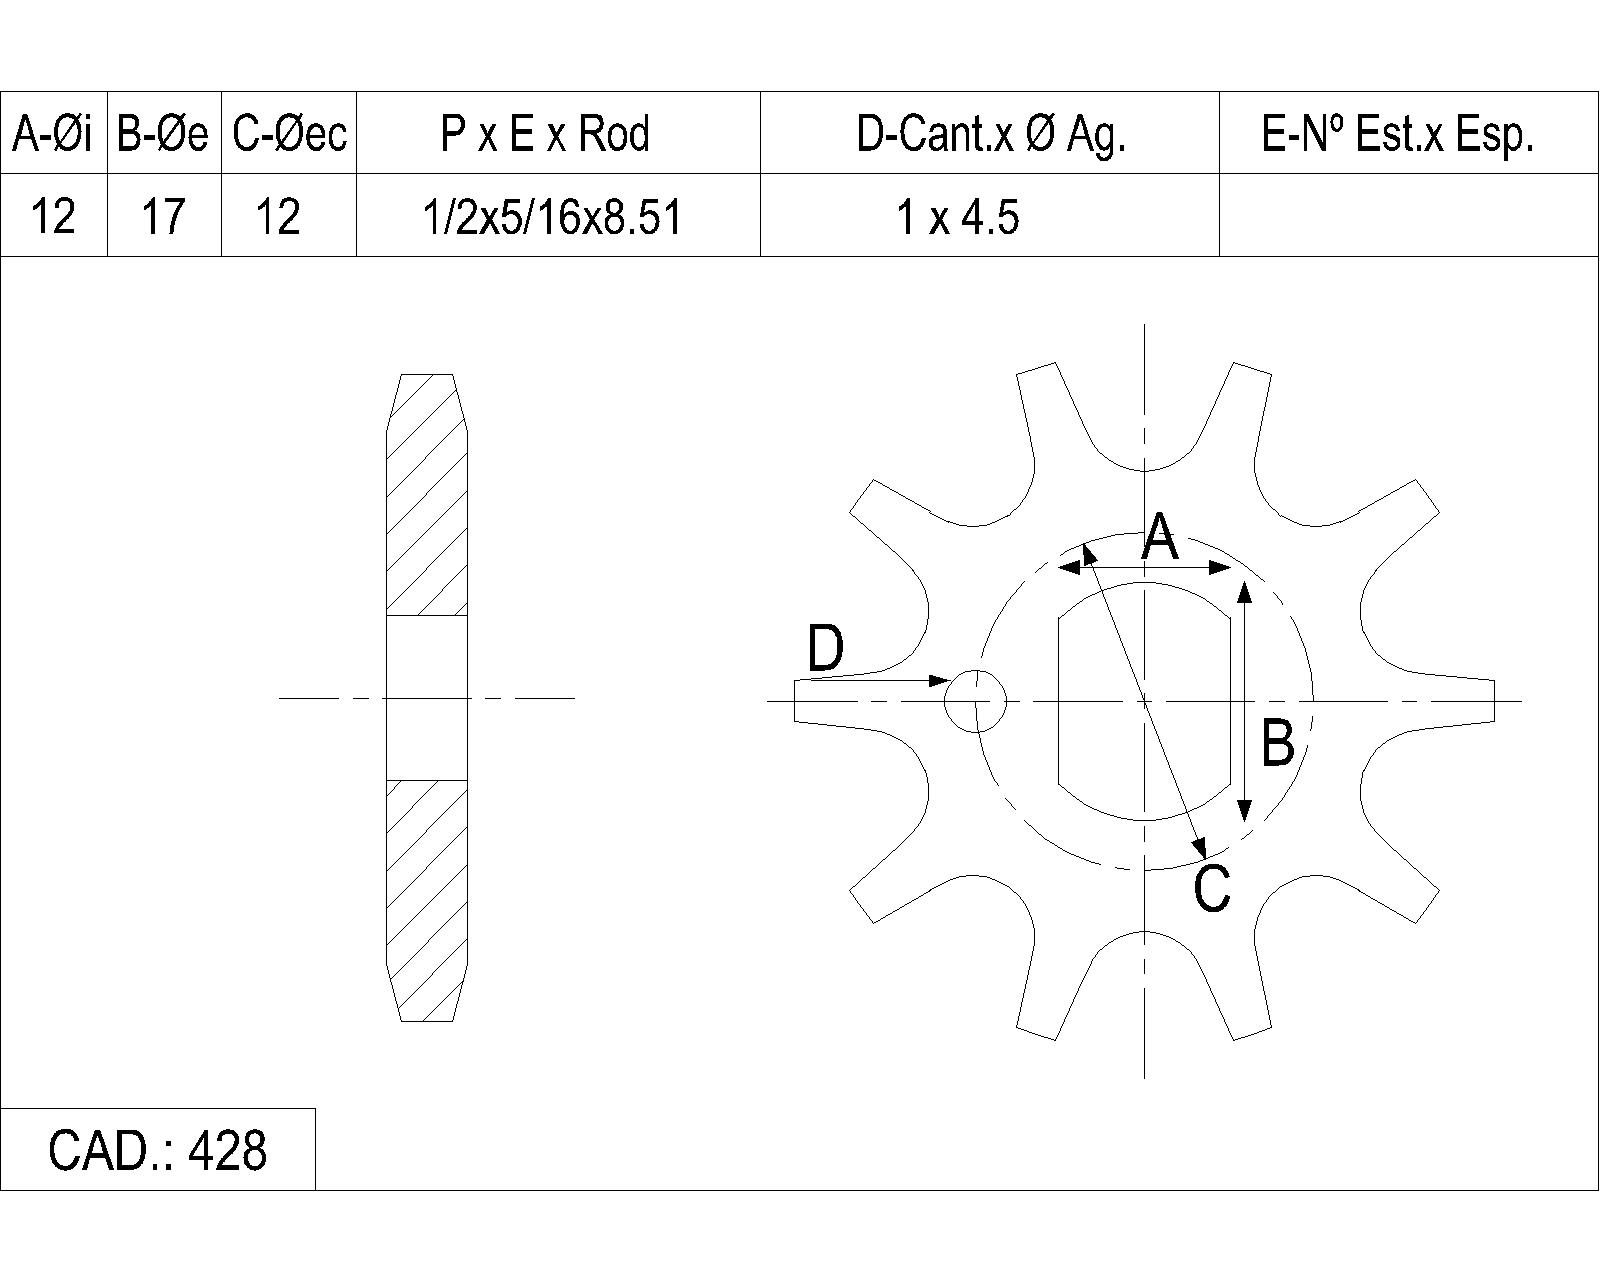 A-Øi B-Øe C-Øec P x E x Rod D-Cant.x Ø Ag. E-Nº Est.x Esp.
12 17 12 1/2x5/16x8.51 1 x 4.5
A
D
B
C
CAD.: 428